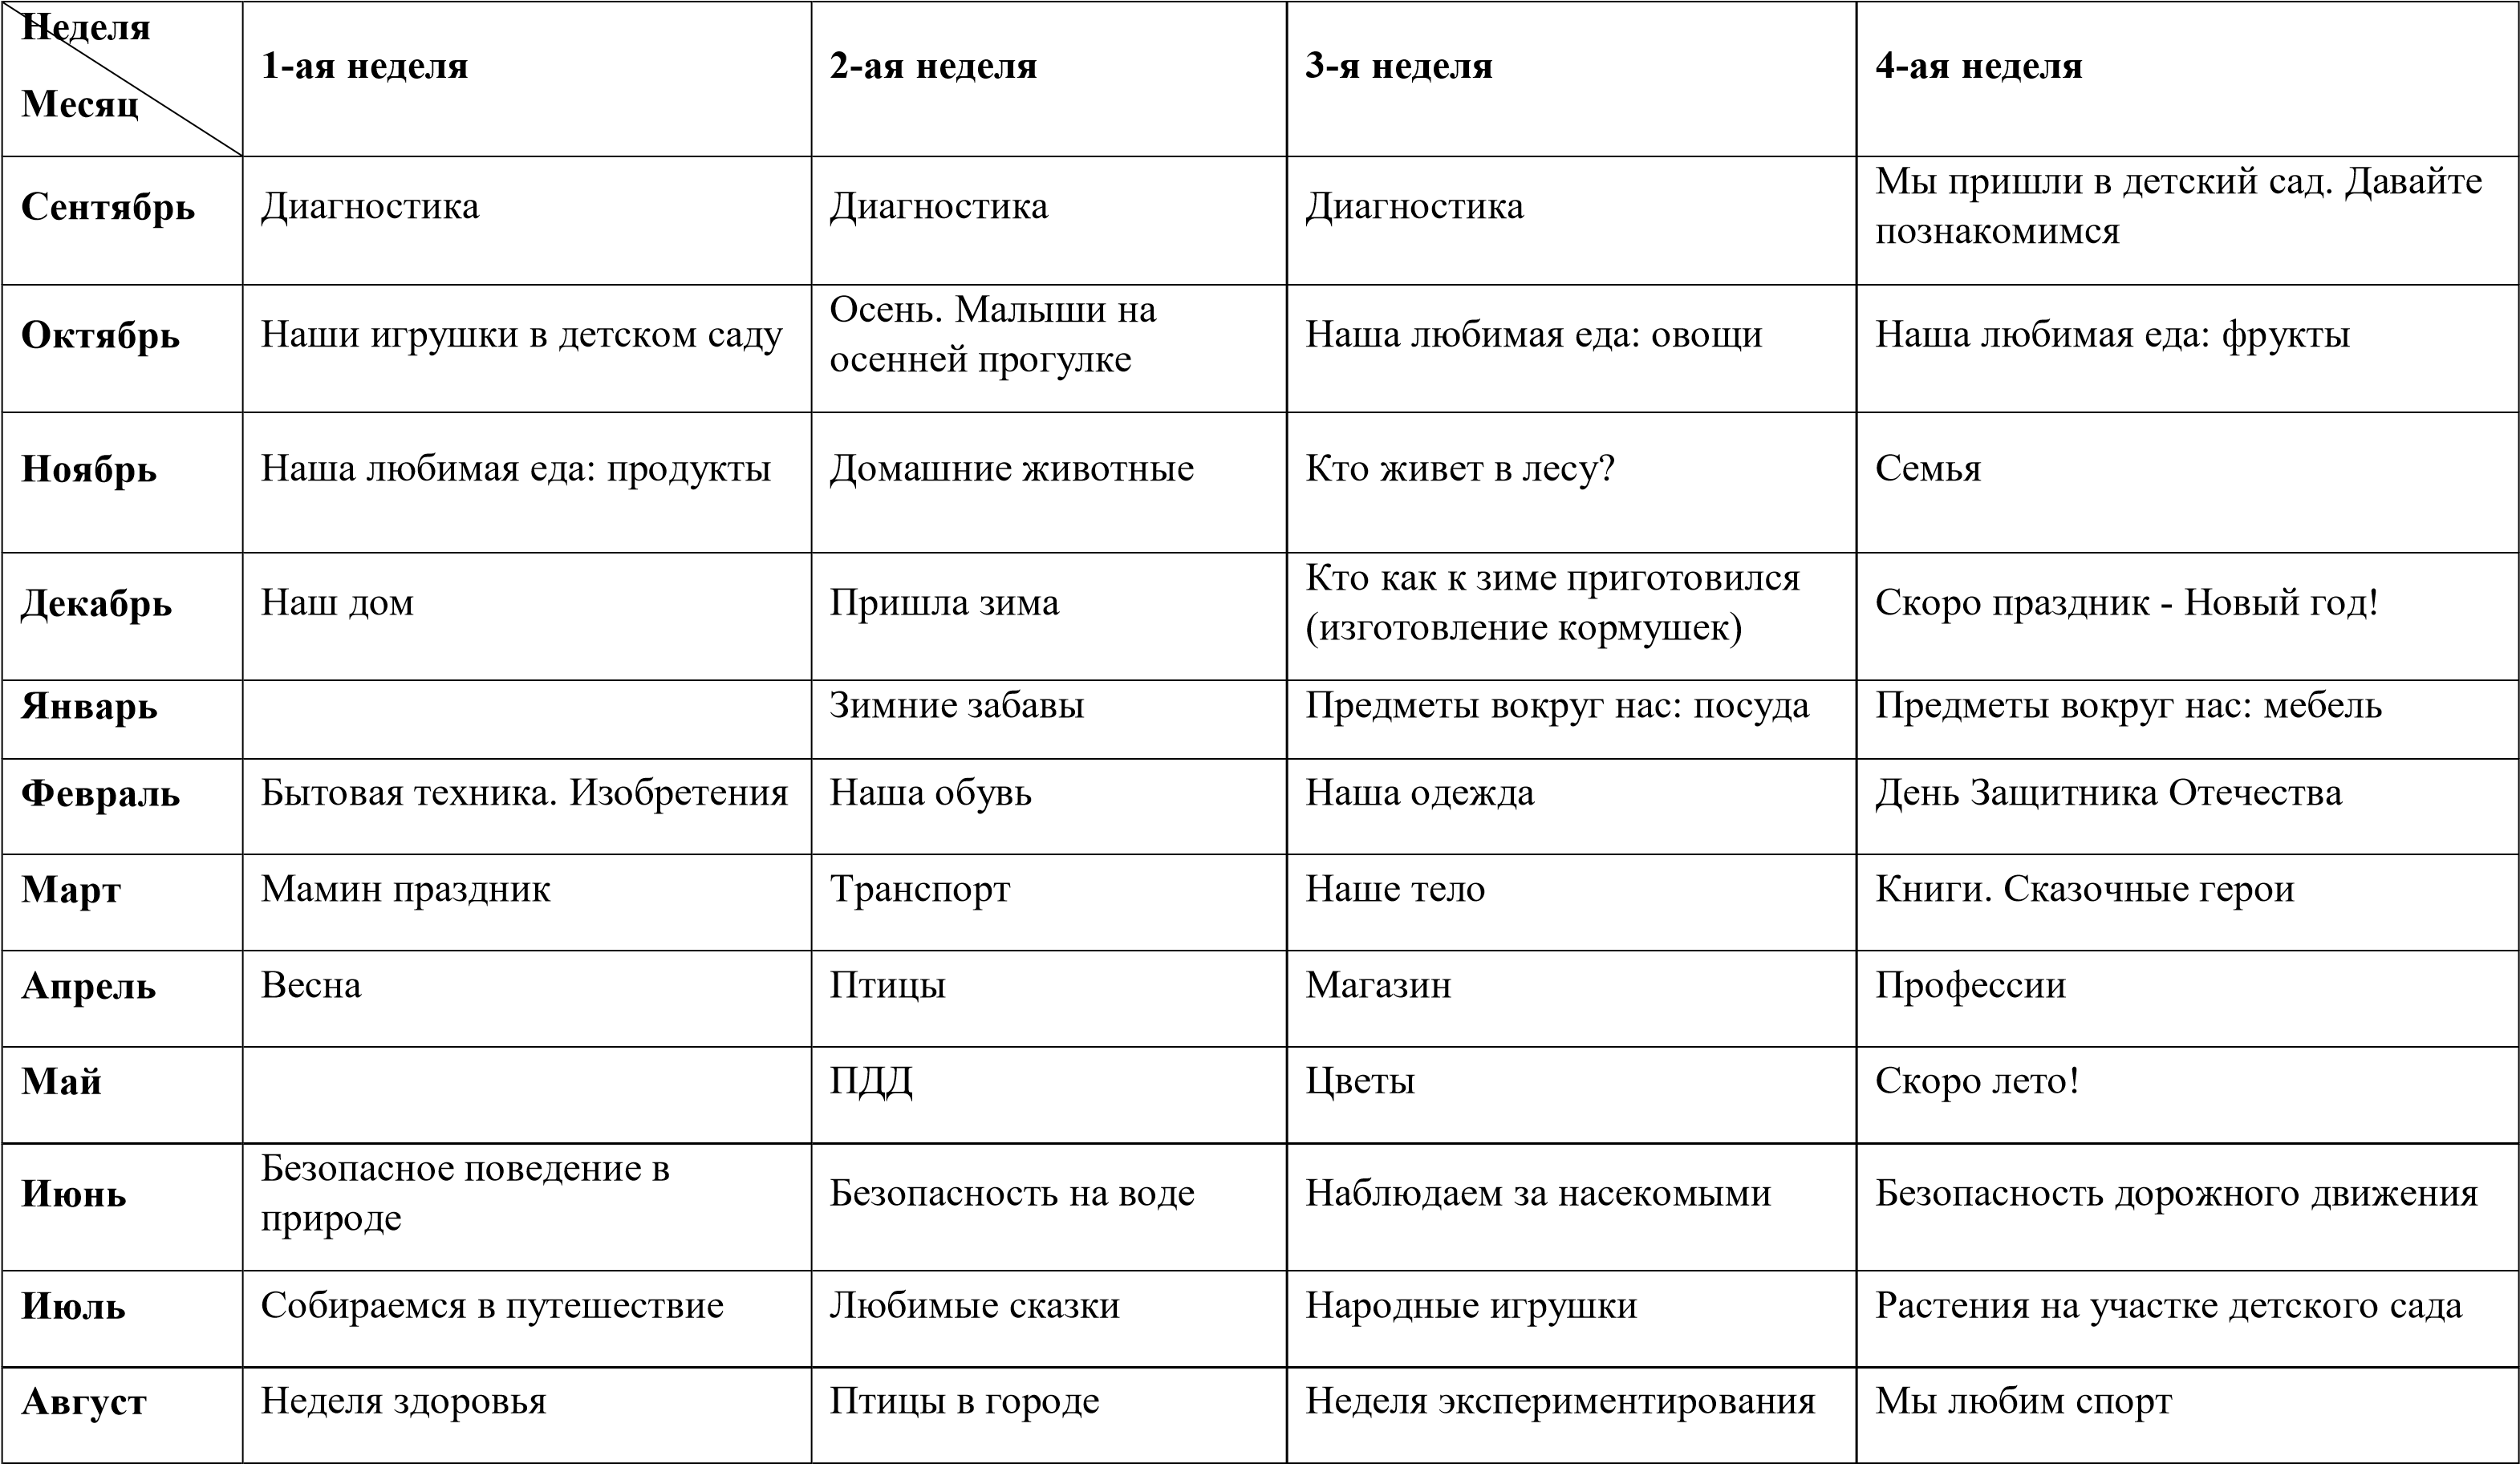 Неделя
Месяц
1-ая неделя
2-ая неделя
3-я неделя
4-ая неделя
Сентябрь
Диагностика
Диагностика
Диагностика
Мы пришли в детский сад. Давайте
познакомимся
Октябрь
Наши игрушки в детском саду
Осень. Малыши на
осенней прогулке
Наша любимая еда: овощи
Наша любимая еда: фрукты
Ноябрь
Наша любимая еда: продукты
Домашние животные
Кто живет в лесу?
Семья
Декабрь
Наш дом
Пришла зима
Кто как к зиме приготовился
(изготовление кормушек)
Скоро праздник - Новый год!
Январь
Зимние забавы
Предметы вокруг нас: посуда
Предметы вокруг нас: мебель
Февраль
Бытовая техника. Изобретения
Наша обувь
Наша одежда
День Защитника Отечества
Март
Мамин праздник
Транспорт
Наше тело
Книги. Сказочные герои
Апрель
Весна
Птицы
Магазин
Профессии
Май
ПДД
Цветы
Скоро лето!
Июнь
Безопасное поведение в
природе
Безопасность на воде
Наблюдаем за насекомыми
Безопасность дорожного движения
Июль
Собираемся в путешествие
Любимые сказки
Народные игрушки
Растения на участке детского сада
Август
Неделя здоровья
Птицы в городе
Неделя экспериментирования
Мы любим спорт